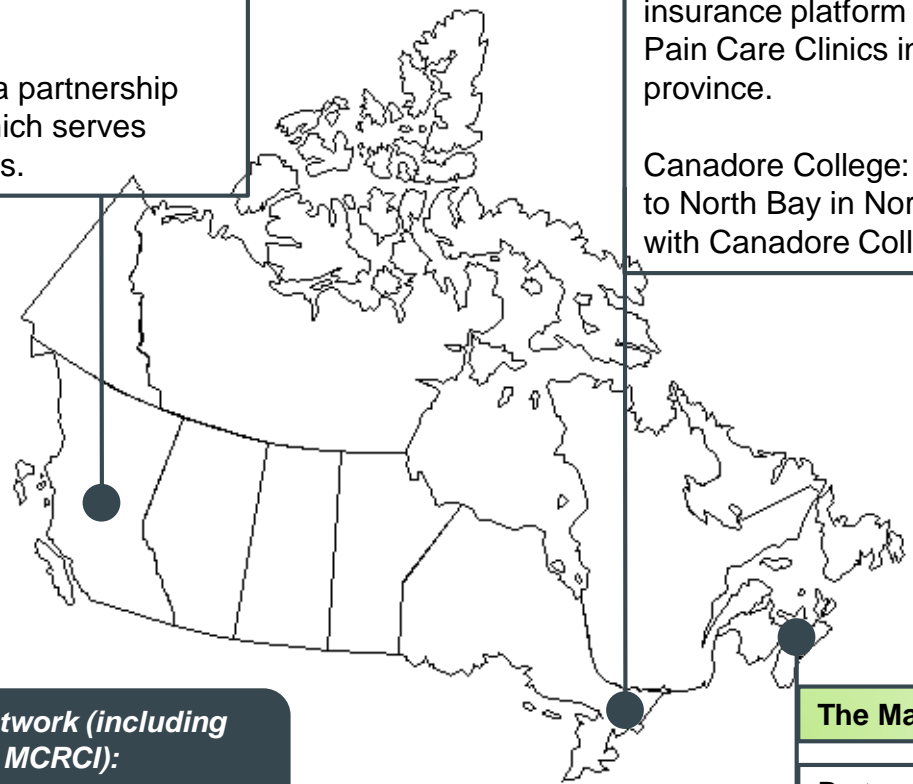 a partnership
hich serves
s.
insurance platform
Pain Care Clinics in
province.
Canadore College:
to North Bay in Nor
with Canadore Coll
twork (including
MCRCI):
The Ma